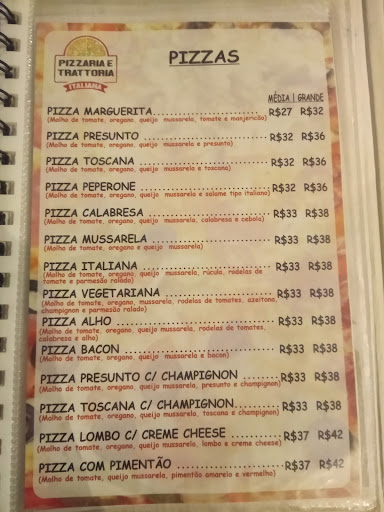 PIZZARIA E
TRATTORIA
ITALIANA
PIZZAS
MÉDIA | GRANDE
PIZZA MARGUERITA........................... R$27 R$32
(Molho de tomate, oregano, queijo mussarela, tomate e manjericão)
PIZZA PRESUNTO .............................. R$32 R$36
(Molho de tomate, oregano, queijo mussarela e presunto)
PIZZA TOSCANA ............................... R$32 R$36
(Molho de tomate, oregano, queijo mussarela e toscana)
PIZZA PEPERONE .............................. R$32 R$36
(Molho de tomate, oregano, queijo mussarela e salame tipo italiano)
PIZZA CALABRESA ............................ R$33 R$38
(Molho de tomate, oregano, queijo mussarela, calabresa e cebola)
PIZZA MUSSARELA ............................ R$33 R$38
(Molho de tomate, oregano e queijo mussarela)
PIZZA ITALIANA .............................. R$33 R$38
(Molho de tomate, oregano, queijo mussarela, rucula, rodelas de
tomate e parmesão ralado)
PIZZA VEGETARIANA ........................ R$33 R$38
(Molho de tomate, oregano, mussarela, rodelas de tomates, azeitona,
champignon e parmesão ralado)
PIZZA ALHO .................................... R$33 R$38
(Molho de tomate, oregano, queijo mussarela, rodelas de tomates,
calabresa e alho)
PIZZA BACON .................................. R$33 R$38
(Molho de tomate, oregano, queijo mussarela e bacon)
PIZZA PRESUNTO C/ CHAMPIGNON .........R$33 R$38
(Molho de tomate, oregano, queijo mussarela, presunto e champignon)
PIZZA TOSCANA C/ CHAMPIGNON...........R$33 R$38
(Molho de tomate, oregano, queijo mussarela, toscana e champignon)
PIZZA LOMBO C/ CREME CHEESE ...........R$37 R$42
(Molho de tomate, oregano, queijo mussarela, lombo e creme cheese)
PIZZA COM PIMENTÃO .......................R$37 R$42
(Molho de tomate, queijo mussarela, pimentão amarelo e vermelho)